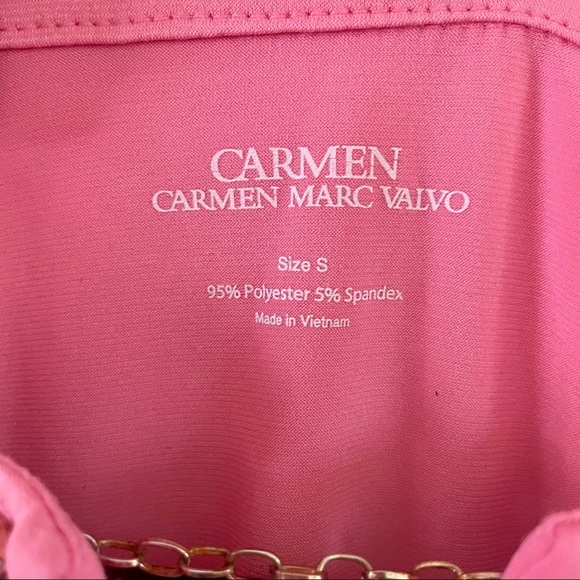 CARMEN
CARMEN MARC VALVO
Size S
95% Polyester 5% Spandex
Made in Vietnam